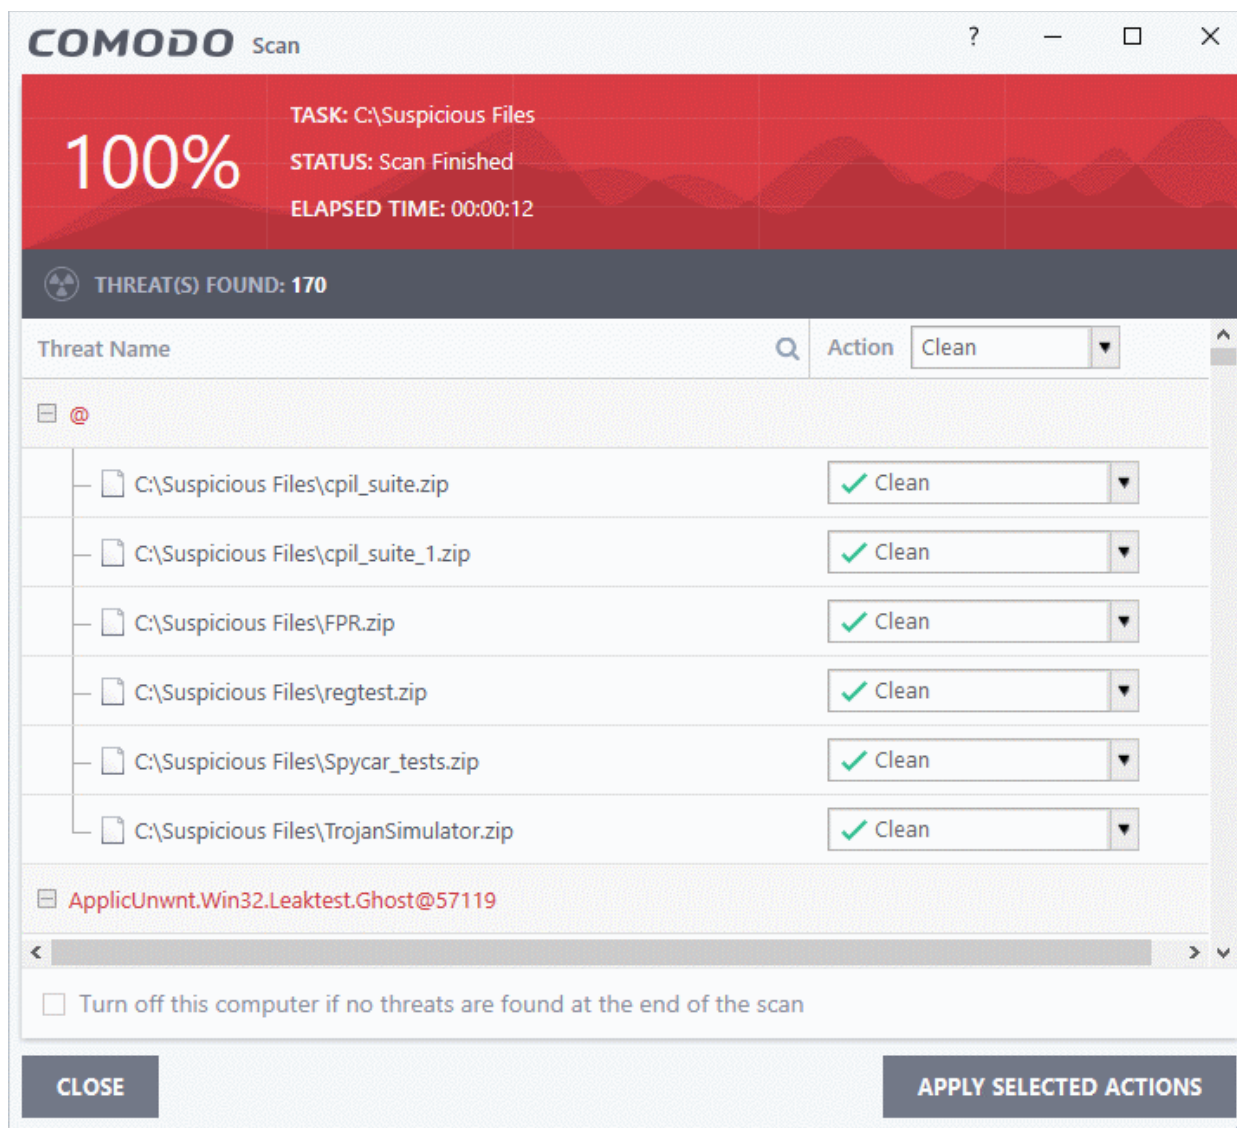 COMODO Scan ?
100%
TASK: C:\Suspicious Files
STATUS: Scan Finished
ELAPSED TIME: 00:00:12
THREAT(S) FOUND: 170
Threat Name Action Clean
@
C:\Suspicious Files\cpil_suite.zip Clean
C:\Suspicious Files\cpil_suite_1.zip Clean
C:\Suspicious Files\FPR.zip Clean
C:\Suspicious Files\regtest.zip Clean
C:\Suspicious Files\Spycar_tests.zip Clean
C:\Suspicious Files\TrojanSimulator.zip Clean
ApplicUnwnt.Win32.Leaktest.Ghost@57119
Turn off this computer if no threats are found at the end of the scan
CLOSE APPLY SELECTED ACTIONS